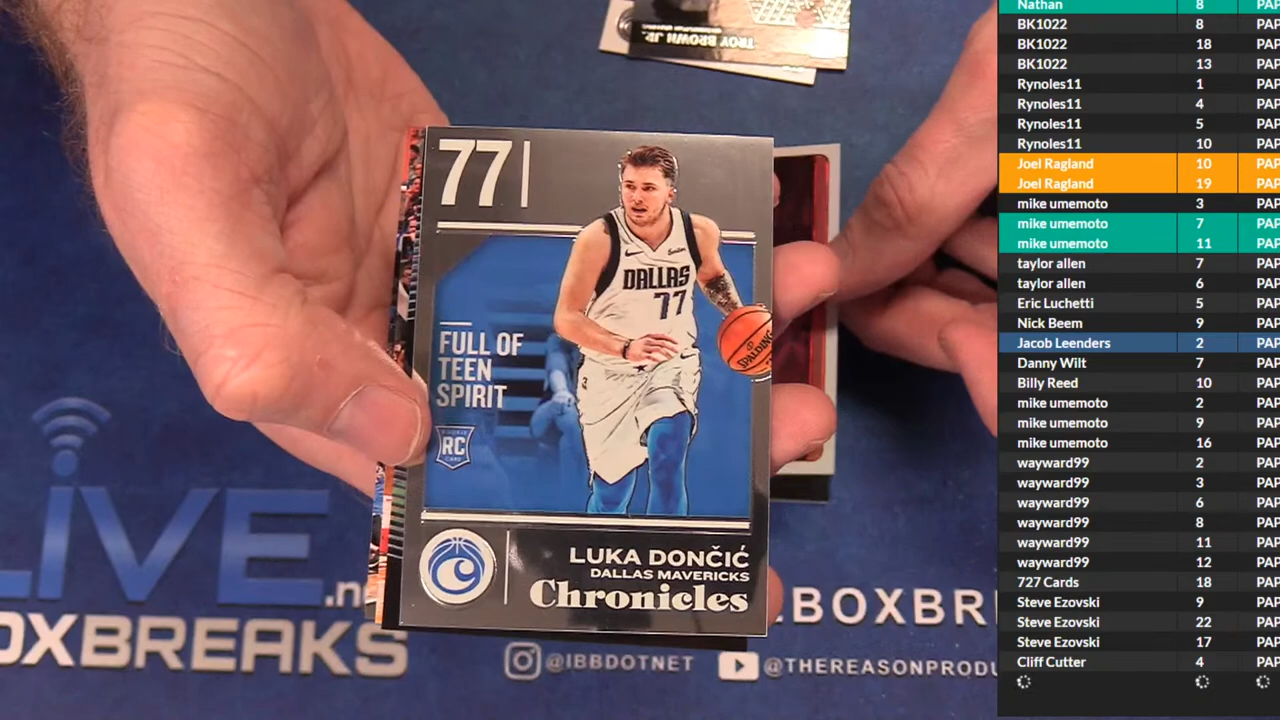 TROY BROWN JR.
77
DALLAS
77
SPALDING
FULL OF
TEEN
SPIRIT
ROOKIE
RC
CARD
LUKA DONČIĆ
DALLAS MAVERICKS
Chronicles
LiVE
BOXBR
OXBREAKS
@IBBDOTNET
@THEREASONPRODU
Nathan 8 PAP
BK1022 8 PAP
BK1022 18 PAP
BK1022 13 PAP
Rynoles11 1 PAP
Rynoles11 4 PAP
Rynoles11 5 PAP
Rynoles11 10 PAP
Joel Ragland 10 PAP
Joel Ragland 19 PAP
mike umemoto 3 PAP
mike umemoto 7 PAP
mike umemoto 11 PAP
taylor allen 7 PAP
taylor allen 6 PAP
Eric Luchetti 5 PAP
Nick Beem 9 PAP
Jacob Leenders 2 PAP
Danny Wilt 7 PAP
Billy Reed 10 PAP
mike umemoto 2 PAP
mike umemoto 9 PAP
mike umemoto 16 PAP
wayward99 2 PAP
wayward99 3 PAP
wayward99 6 PAP
wayward99 8 PAP
wayward99 11 PAP
wayward99 12 PAP
727 Cards 18 PAP
Steve Ezovski 9 PAP
Steve Ezovski 22 PAP
Steve Ezovski 17 PAP
Cliff Cutter 4 PAP